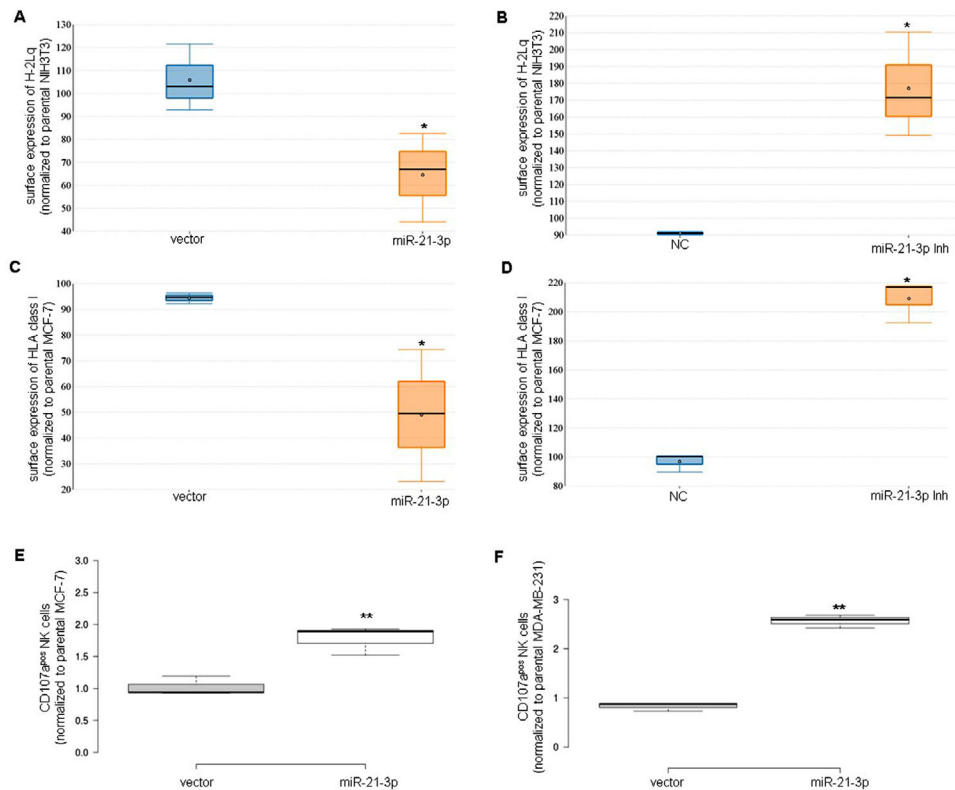 A
surface expression of H-2Lq
(normalized to parental NIH3T3)
130
120
110
100
90
80
70
60
50
40
*
vector
miR-21-3p
B
surface expression of H-2Lq
(normalized to parental NIH3T3)
220
210
200
190
180
170
160
150
140
130
120
110
100
90
*
NC
miR-21-3p Inh
C
surface expression of HLA class I
(normalized to parental MCF-7)
100
90
80
70
60
50
40
30
20
*
vector
miR-21-3p
D
surface expression of HLA class I
(normalized to parental MCF-7)
220
200
180
160
140
120
100
80
*
NC
miR-21-3p Inh
E
CD107aᵖᵒˢ NK cells
(normalized to parental MCF-7)
3.0
2.5
2.0
1.5
1.0
0.5
0.0
**
vector
miR-21-3p
F
CD107aᵖᵒˢ NK cells
(normalized to parental MDA-MB-231)
3
2
1
0
**
vector
miR-21-3p